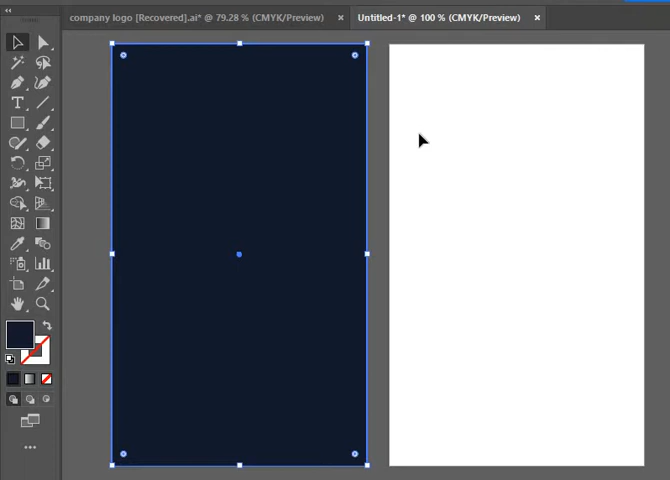 company logo [Recovered].ai* @ 79.28 % (CMYK/Preview)
Untitled-1* @ 100 % (CMYK/Preview)